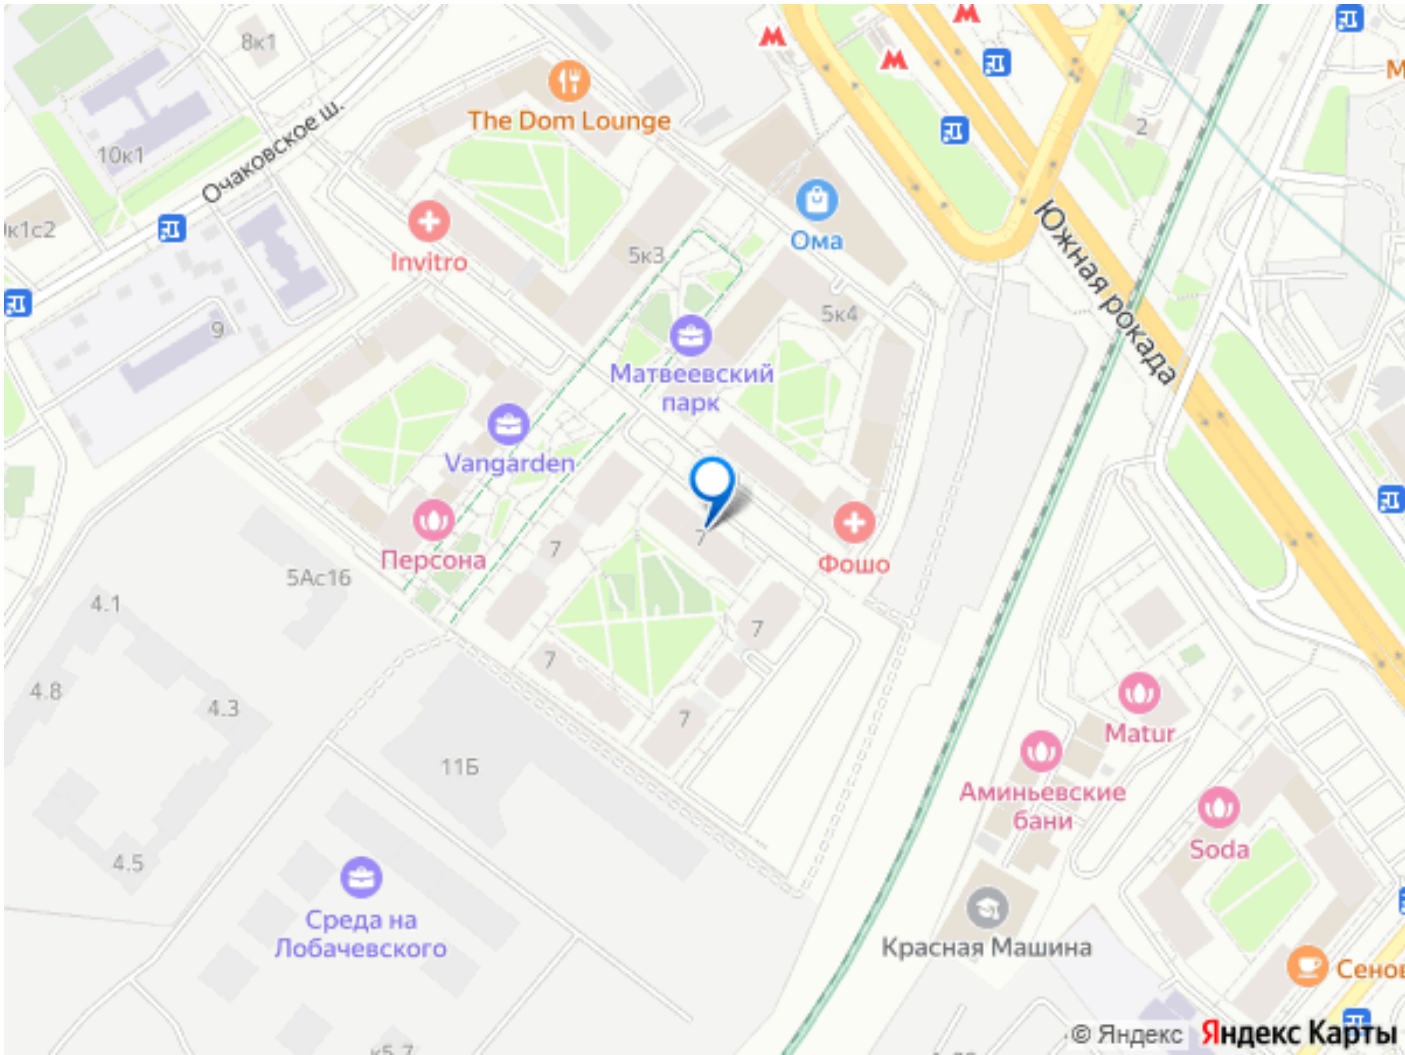 8к1
The Dom Lounge
2
10к1
Очаковское ш.
к1с2
Ома
Южная рокада
Invitro
5к3
5к4
9
Матвеевский
парк
Vangarden
7
Фошо
Персона
7
5Ас16
4.1
7
7
4.8
4.3
7
Matur
11Б
Аминьевские
бани
Soda
4.5
Среда на
Лобачевского
Красная Машина
Сенов
© Яндекс
Яндекс Карты